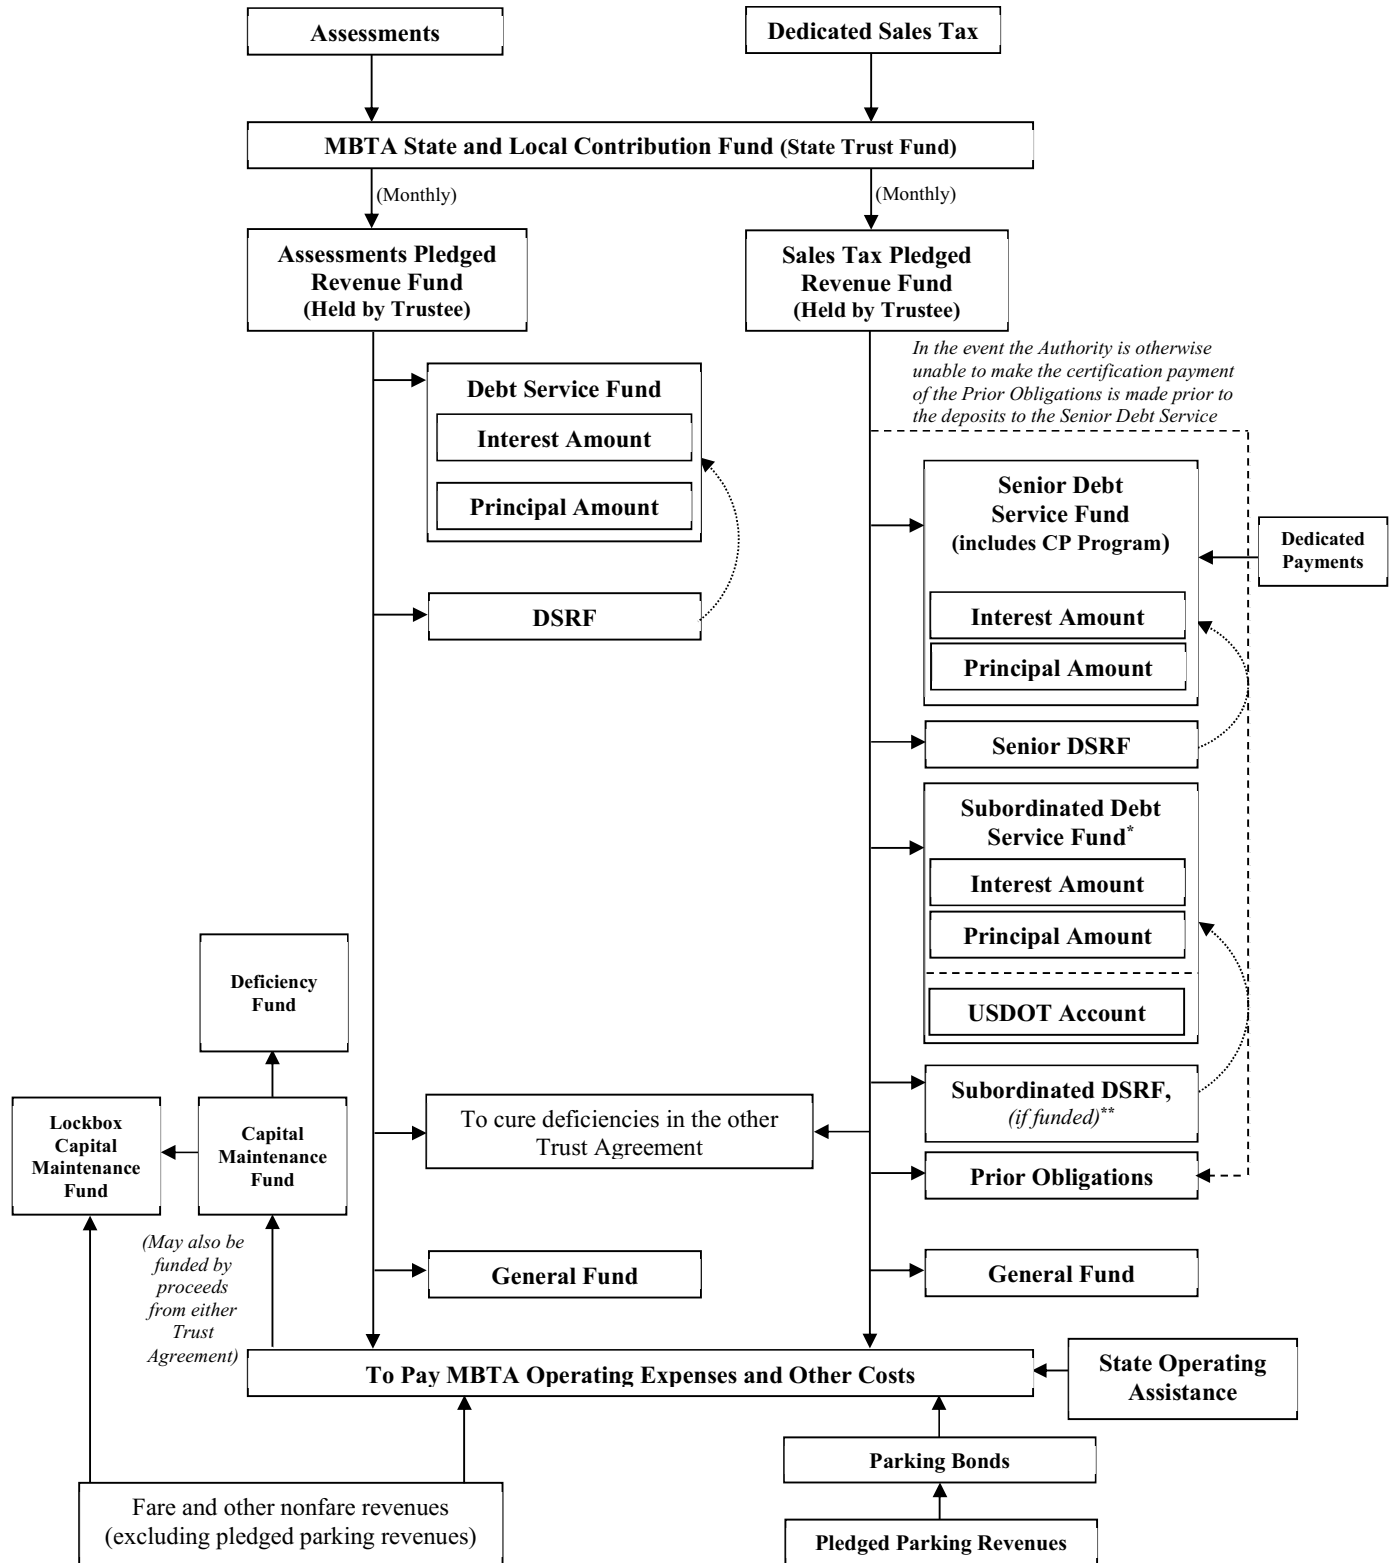 Assessments
Dedicated Sales Tax
MBTA State and Local Contribution Fund (State Trust Fund)
(Monthly)
(Monthly)
Assessments Pledged
Revenue Fund
(Held by Trustee)
Sales Tax Pledged
Revenue Fund
(Held by Trustee)
In the event the Authority is otherwise
unable to make the certification payment
of the Prior Obligations is made prior to
the deposits to the Senior Debt Service
Debt Service Fund
Interest Amount
Principal Amount
DSRF
Senior Debt
Service Fund
(includes CP Program)
Interest Amount
Principal Amount
Dedicated
Payments
Senior DSRF
Subordinated Debt
Service Fund*
Interest Amount
Principal Amount
USDOT Account
Subordinated DSRF,
(if funded)**
Prior Obligations
General Fund
Deficiency
Fund
Lockbox
Capital
Maintenance
Fund
Capital
Maintenance
Fund
(May also be
funded by
proceeds
from either
Trust
Agreement)
To cure deficiencies in the other
Trust Agreement
General Fund
To Pay MBTA Operating Expenses and Other Costs
State Operating
Assistance
Parking Bonds
Pledged Parking Revenues
Fare and other nonfare revenues
(excluding pledged parking revenues)